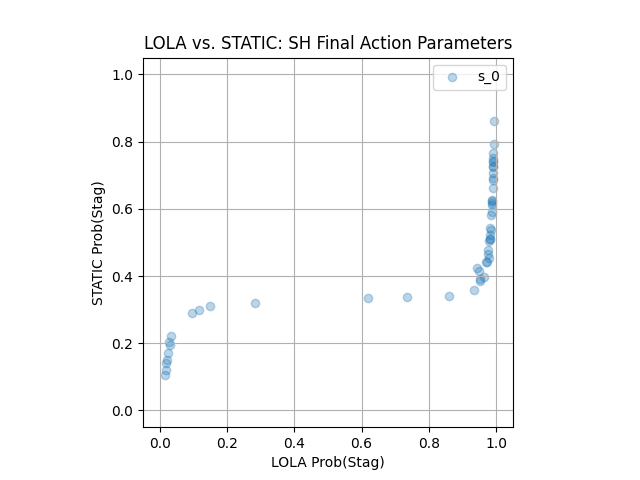 LOLA vs. STATIC: SH Final Action Parameters
s_0
STATIC Prob(Stag)
1.0
0.8
0.6
0.4
0.2
0.0
0.0 0.2 0.4 0.6 0.8 1.0
LOLA Prob(Stag)